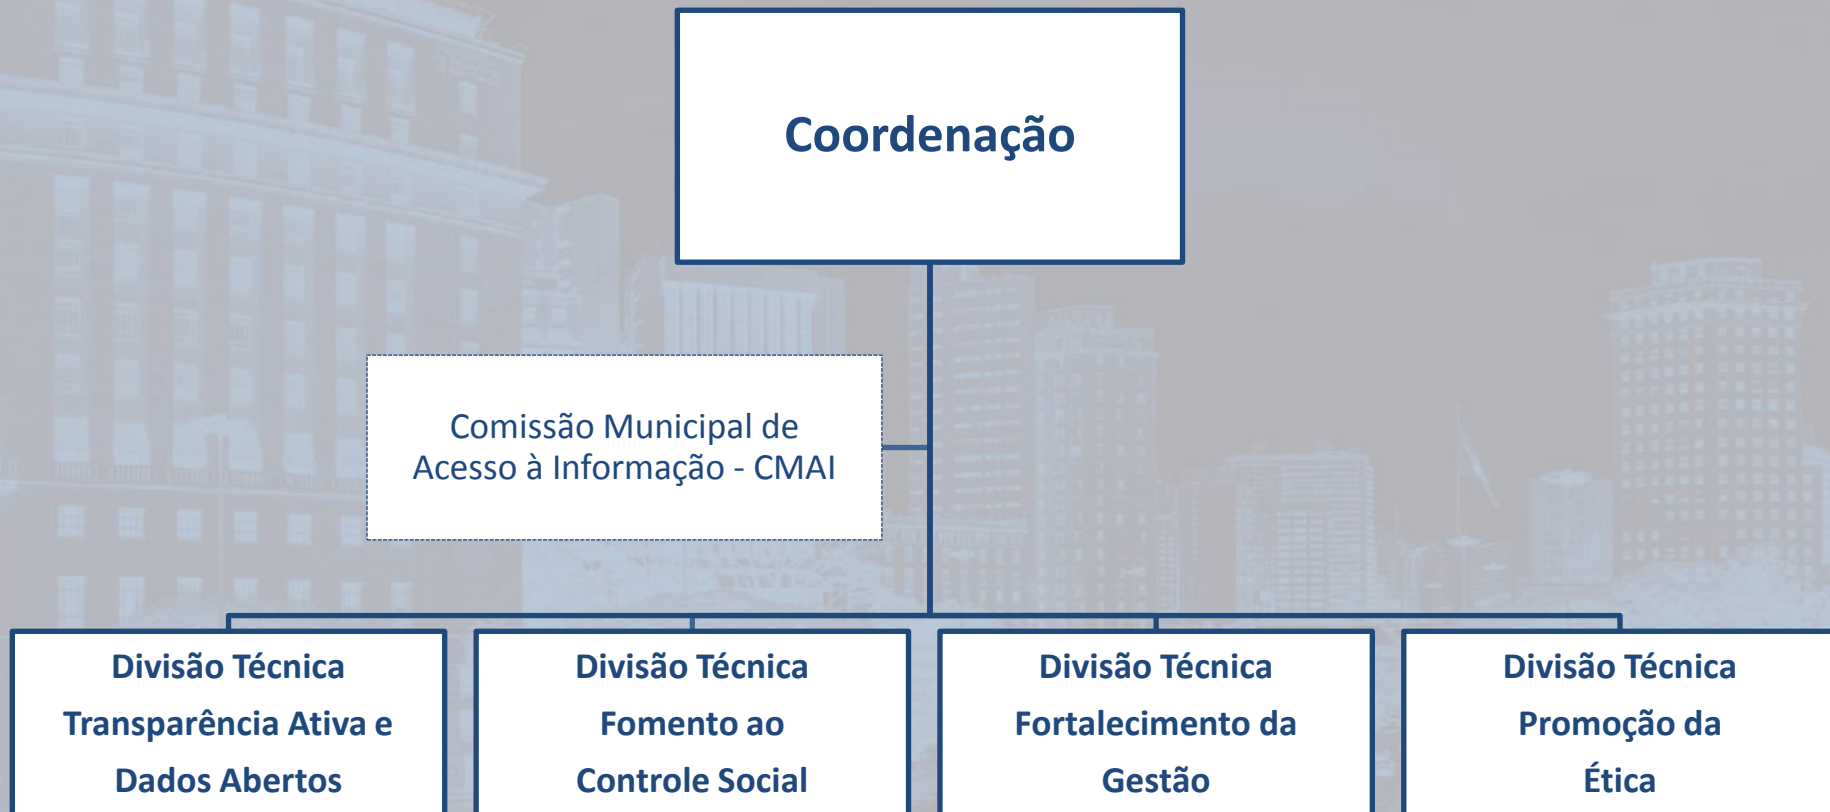 Coordenação
Comissão Municipal de
Acesso à Informação - CMAI
Divisão Técnica
Transparência Ativa e
Dados Abertos
Divisão Técnica
Fomento ao
Controle Social
Divisão Técnica
Fortalecimento da
Gestão
Divisão Técnica
Promoção da
Ética